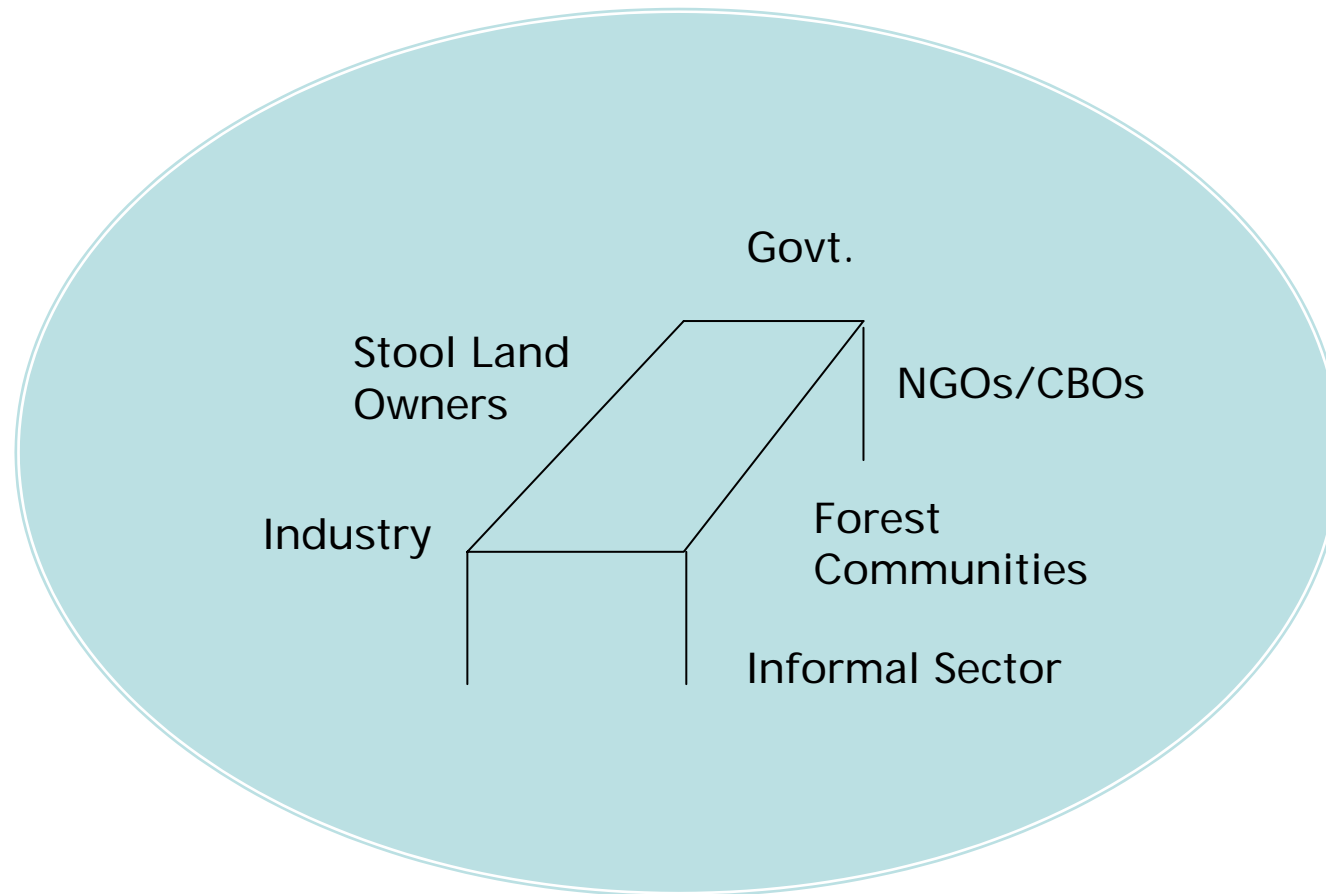 Govt.
Stool Land
Owners
NGOs/CBOs
Industry
Forest
Communities
Informal Sector